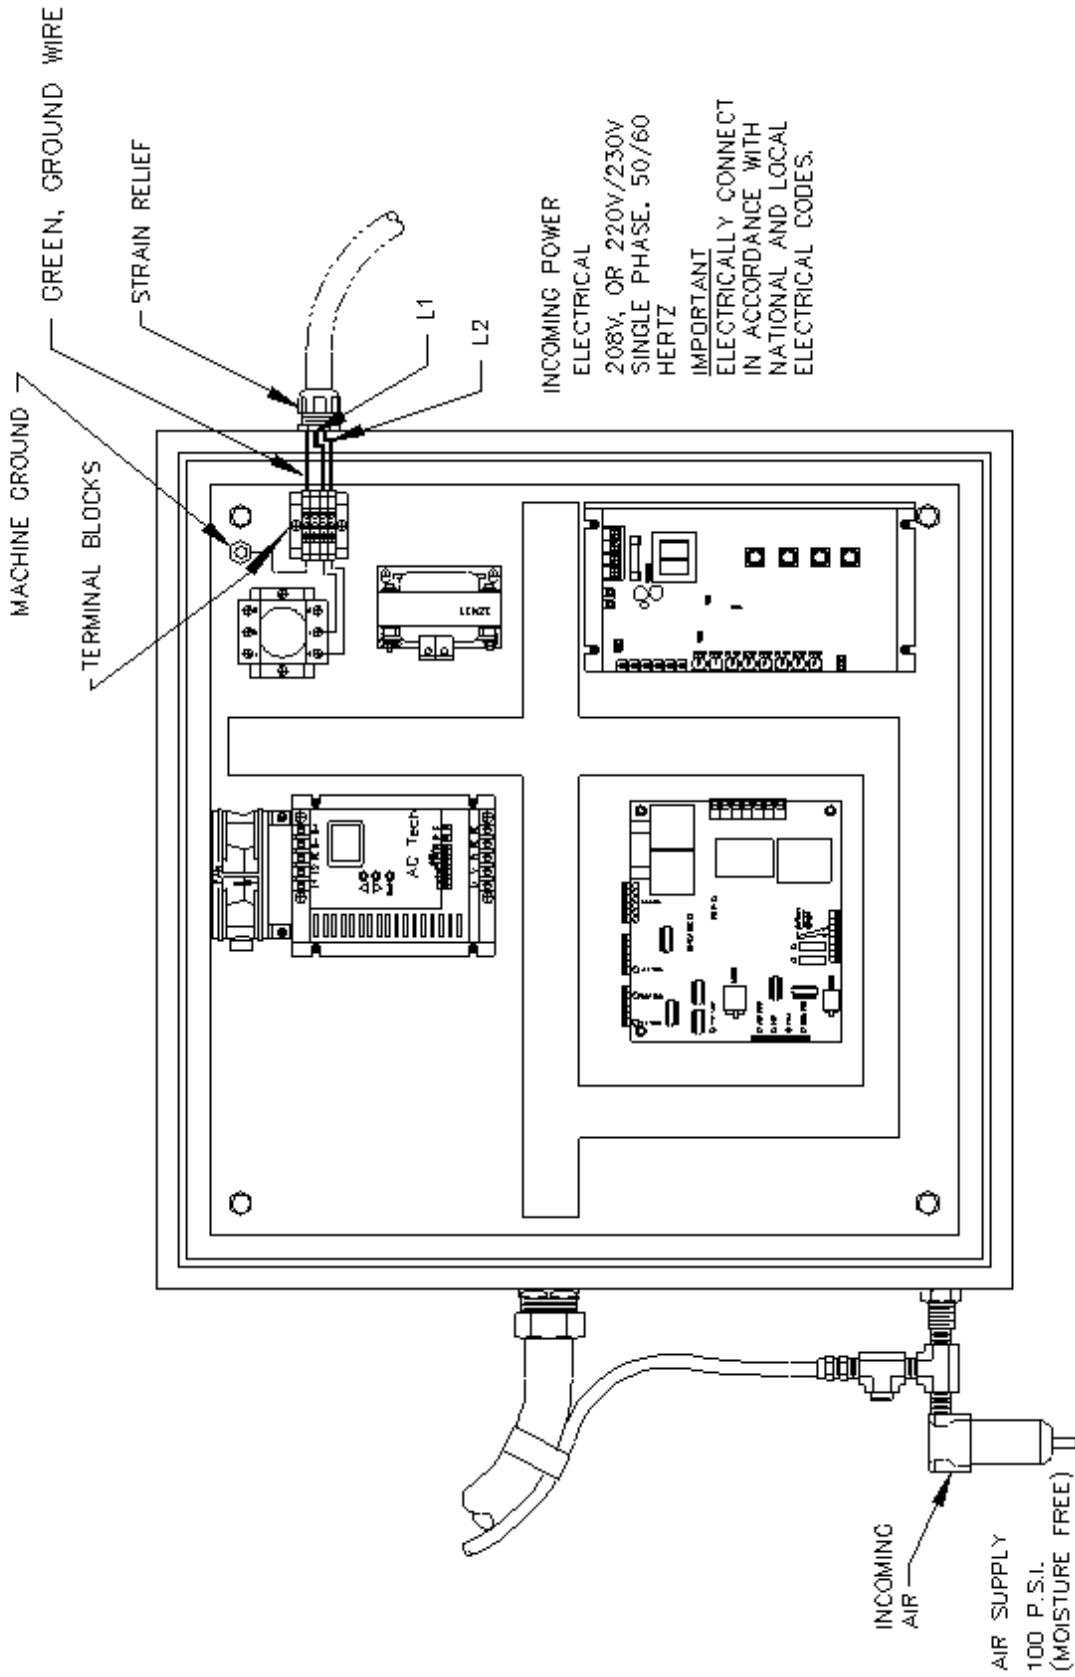 MACHINE GROUND
GREEN, GROUND WIRE
TERMINAL BLOCKS
STRAIN RELIEF
L1
L2
INCOMING POWER
ELECTRICAL
208V, OR 220V/230V
SINGLE PHASE. 50/60
HERTZ
IMPORTANT
ELECTRICALLY CONNECT
IN ACCORDANCE WITH
NATIONAL AND LOCAL
ELECTRICAL CODES.
AC Tech
INCOMING
AIR
AIR SUPPLY
100 P.S.I.
(MOISTURE FREE)